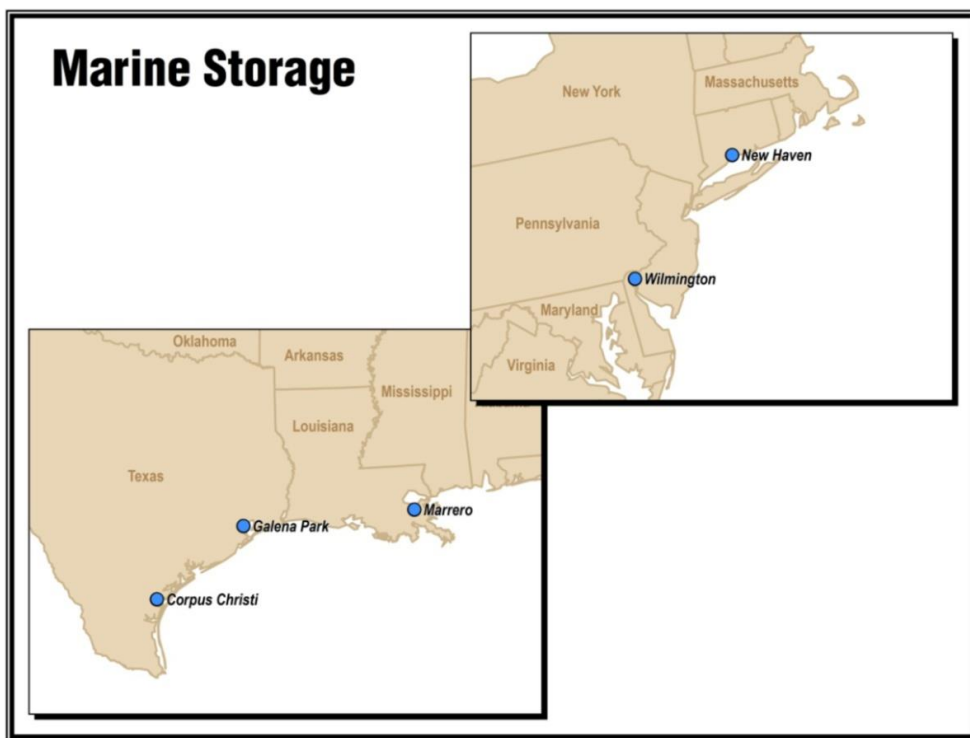 Marine Storage
New York
Massachusetts
New Haven
Pennsylvania
Wilmington
Maryland
Virginia
Oklahoma
Arkansas
Mississippi
Louisiana
Texas
Marrero
Galena Park
Corpus Christi